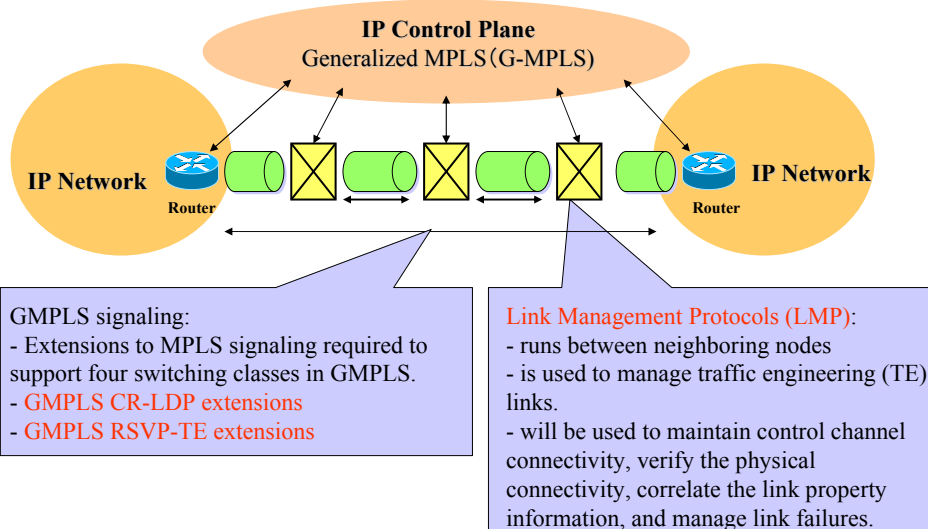 IP Control Plane
Generalized MPLS(G-MPLS)
IP Network
Router
IP Network
Router
GMPLS signaling:
- Extensions to MPLS signaling required to
support four switching classes in GMPLS.
- GMPLS CR-LDP extensions
- GMPLS RSVP-TE extensions
Link Management Protocols (LMP):
- runs between neighboring nodes
- is used to manage traffic engineering (TE)
links.
- will be used to maintain control channel
connectivity, verify the physical
connectivity, correlate the link property
information, and manage link failures.